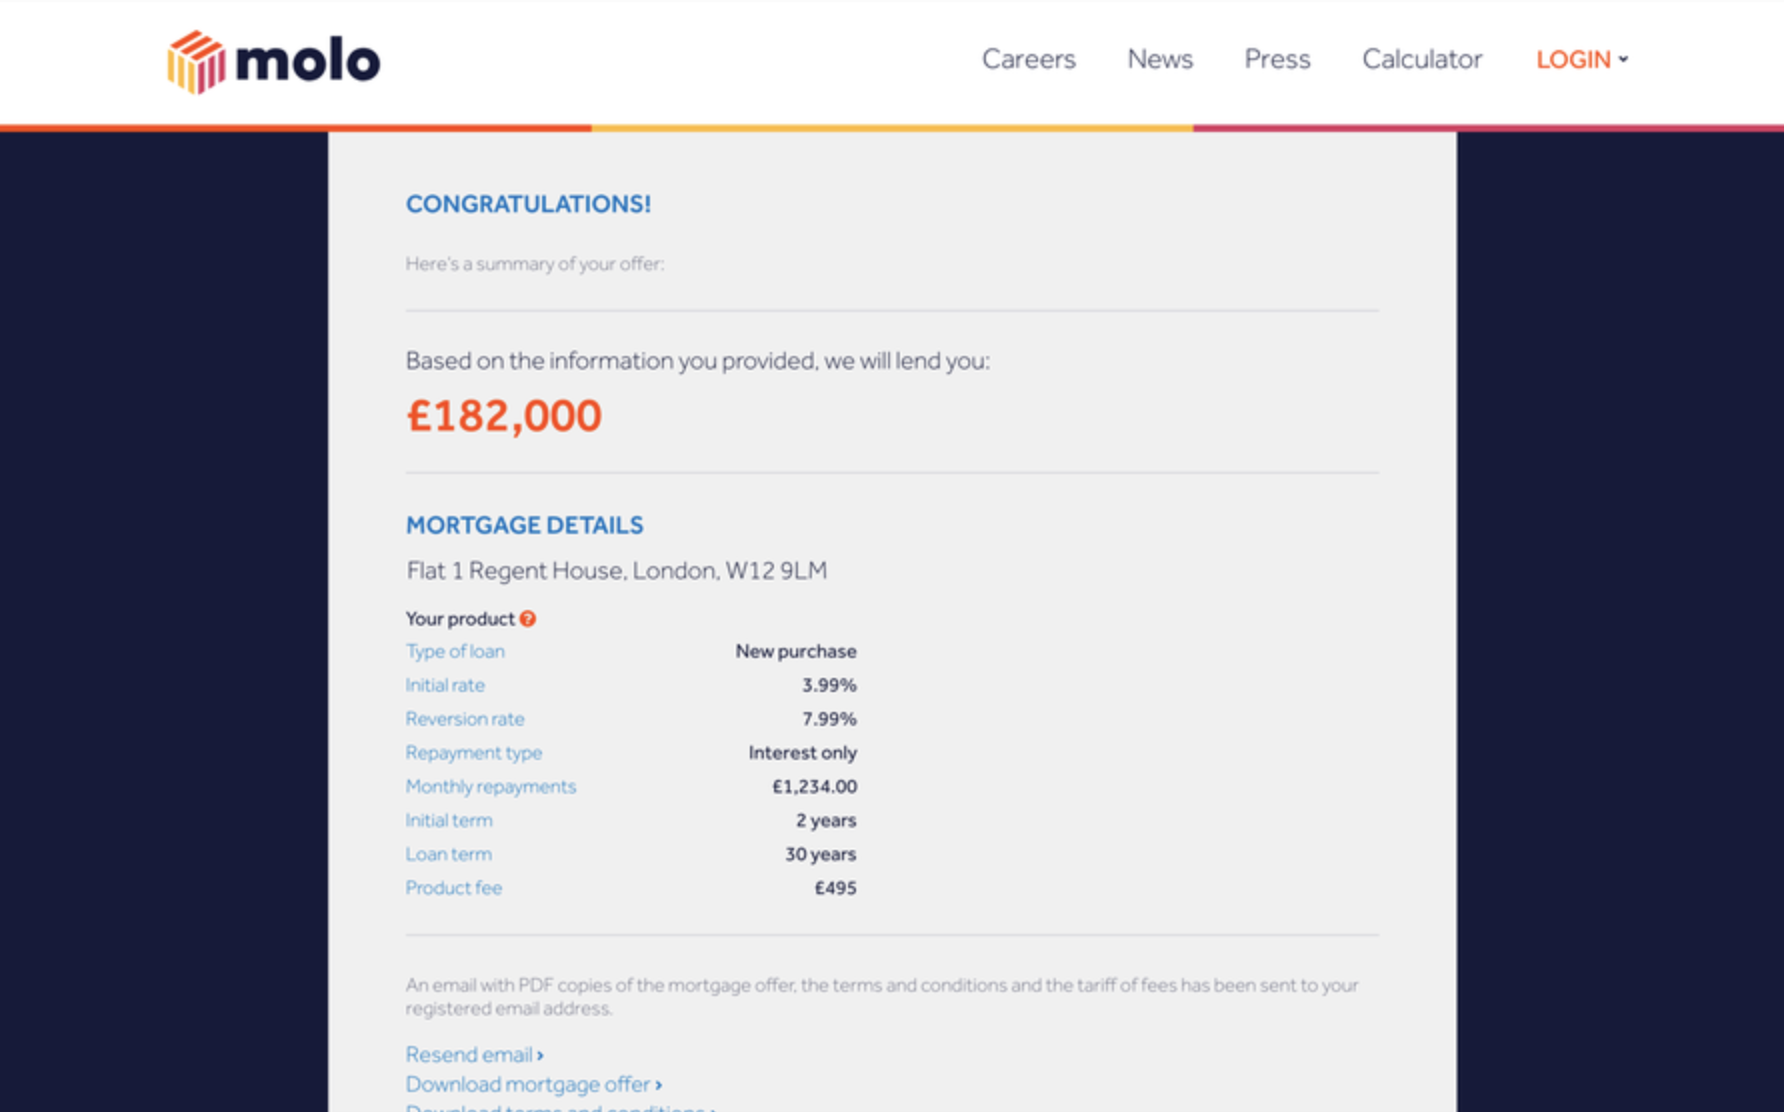 molo
Careers News Press Calculator LOGIN
CONGRATULATIONS!
Here's a summary of your offer:
Based on the information you provided, we will lend you:
£182,000
MORTGAGE DETAILS
Flat 1 Regent House, London, W12 9LM
Your product ?
Type of loan New purchase
Initial rate 3.99%
Reversion rate 7.99%
Repayment type Interest only
Monthly repayments £1,234.00
Initial term 2 years
Loan term 30 years
Product fee £495
An email with PDF copies of the mortgage offer, the terms and conditions and the tariff of fees has been sent to your
registered email address.
Resend email ›
Download mortgage offer ›
Download terms and conditions ›